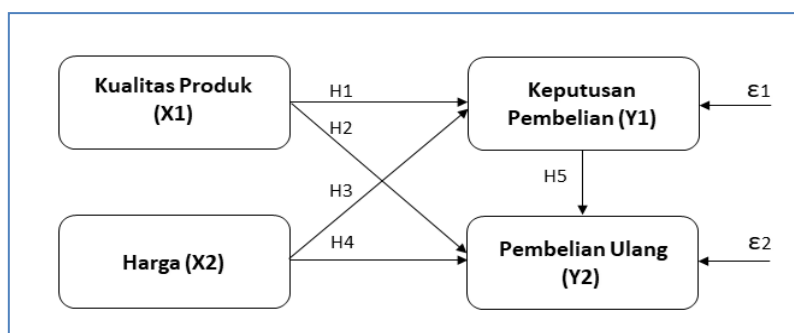 Kualitas Produk
(X1)
H1
H2
Keputusan
Pembelian (Y1)
ε1
H3
H5
Harga (X2)
H4
Pembelian Ulang
(Y2)
ε2